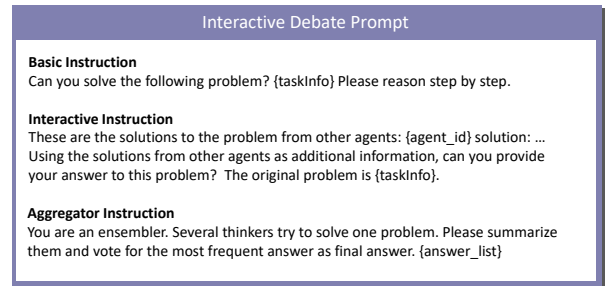 Interactive Debate Prompt
Basic Instruction
Can you solve the following problem? {taskInfo} Please reason step by step.
Interactive Instruction
These are the solutions to the problem from other agents: {agent_id} solution: …
Using the solutions from other agents as additional information, can you provide
your answer to this problem?  The original problem is {taskInfo}.
Aggregator Instruction
You are an ensembler. Several thinkers try to solve one problem. Please summarize
them and vote for the most frequent answer as final answer. {answer_list}